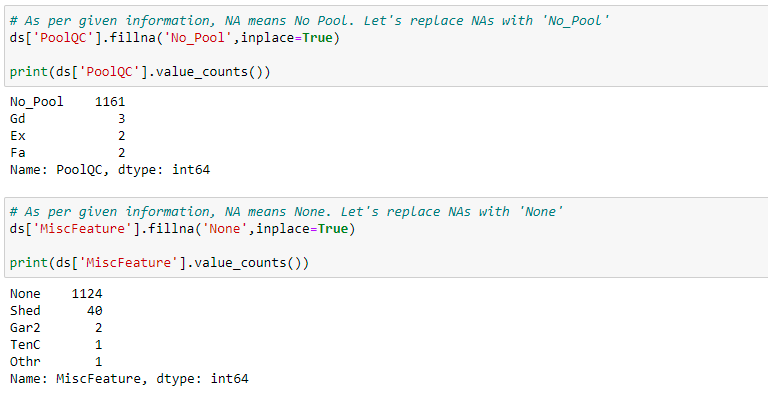 # As per given information, NA means No Pool. Let's replace NAs with 'No_Pool'
ds['PoolQC'].fillna('No_Pool',inplace=True)
print(ds['PoolQC'].value_counts())
No_Pool    1161
Gd            3
Ex            2
Fa            2
Name: PoolQC, dtype: int64
# As per given information, NA means None. Let's replace NAs with 'None'
ds['MiscFeature'].fillna('None',inplace=True)
print(ds['MiscFeature'].value_counts())
None    1124
Shed      40
Gar2       2
TenC       1
Othr       1
Name: MiscFeature, dtype: int64